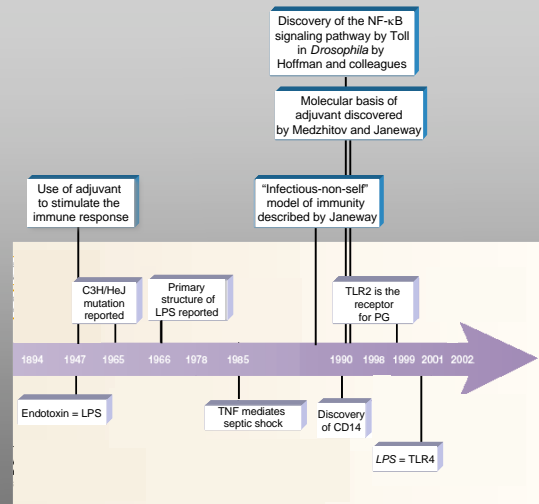 Discovery of the NF-κB
signaling pathway by Toll
in Drosophila by
Hoffman and colleagues
Molecular basis of
adjuvant discovered
by Medzhitov and Janeway
Use of adjuvant
to stimulate the
immune response
“Infectious-non-self”
model of immunity
described by Janeway
C3H/HeJ
mutation
reported
Primary
structure of
LPS reported
TLR2 is the
receptor
for PG
1894 1947 1965 1966 1978 1985 1990 1998 1999 2001 2002
Endotoxin = LPS
TNF mediates
septic shock
Discovery
of CD14
LPS = TLR4